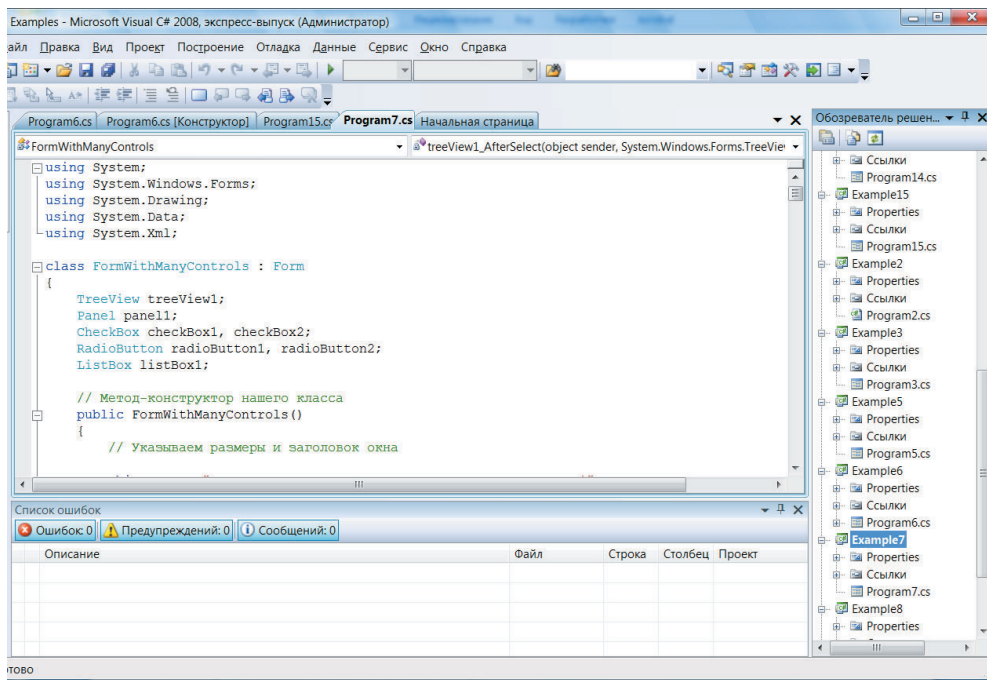 Examples - Microsoft Visual C# 2008, экспресс-выпуск (Администратор)
айл Правка Вид Проект Построение Отладка Данные Сервис Окно Справка
Program6.cs Program6.cs [Конструктор] Program15.cs Program7.cs Начальная страница
FormWithManyControls treeView1_AfterSelect(object sender, System.Windows.Forms.TreeVie
using System;
using System.Windows.Forms;
using System.Drawing;
using System.Data;
using System.Xml;
class FormWithManyControls : Form
{
TreeView treeView1;
Panel panel1;
CheckBox checkBox1, checkBox2;
RadioButton radioButton1, radioButton2;
ListBox listBox1;
// Метод-конструктор нашего класса
public FormWithManyControls()
{
// Указываем размеры и заголовок окна
Список ошибок
Ошибок: 0 Предупреждений: 0 Сообщений: 0
Описание Файл Строка Столбец Проект
Обозреватель решен...
Ссылки
Program14.cs
Example15
Properties
Ссылки
Program15.cs
Example2
Properties
Ссылки
Program2.cs
Example3
Properties
Ссылки
Program3.cs
Example5
Properties
Ссылки
Program5.cs
Example6
Properties
Ссылки
Program6.cs
Example7
Properties
Ссылки
Program7.cs
Example8
Properties
отово